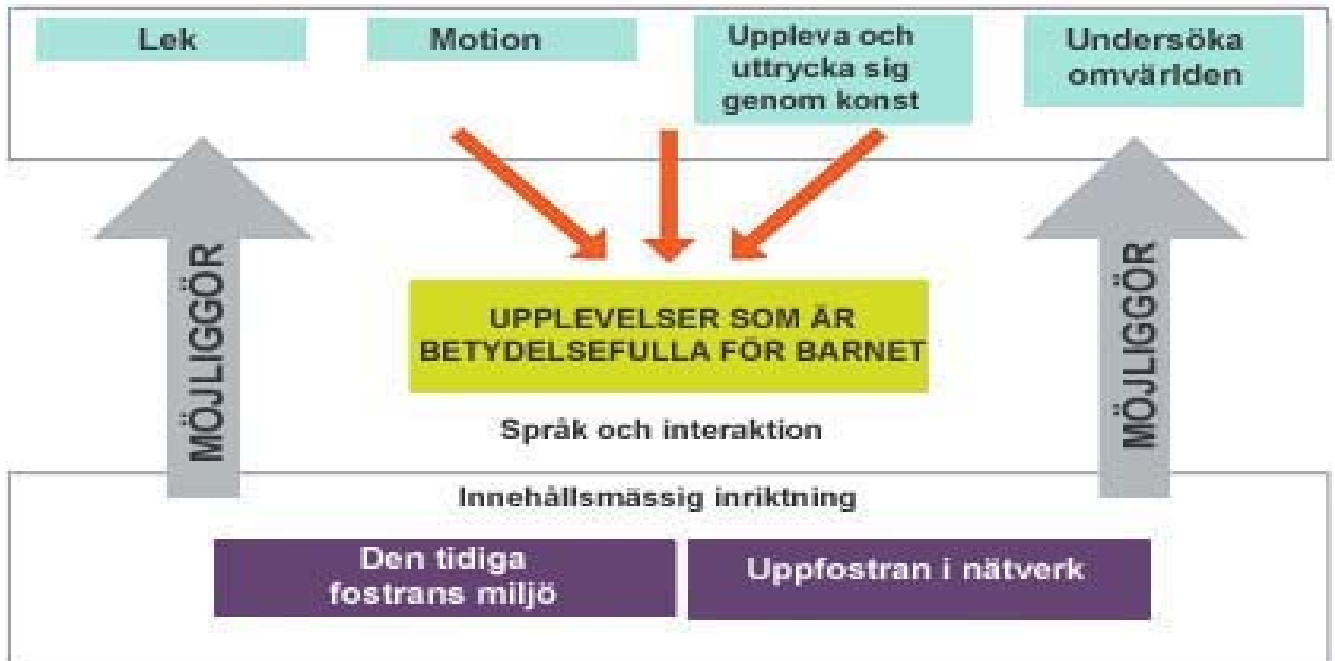 Lek
Motion
Uppleva och
uttrycka sig
genom konst
Undersöka
omvärlden
MÖJLIGGÖR
UPPLEVELSER SOM ÄR
BETYDELSEFULLA FÖR BARNET
MÖJLIGGÖR
Språk och interaktion
Innehållsmässig inriktning
Den tidiga
fostrans miljö
Uppfostran i nätverk